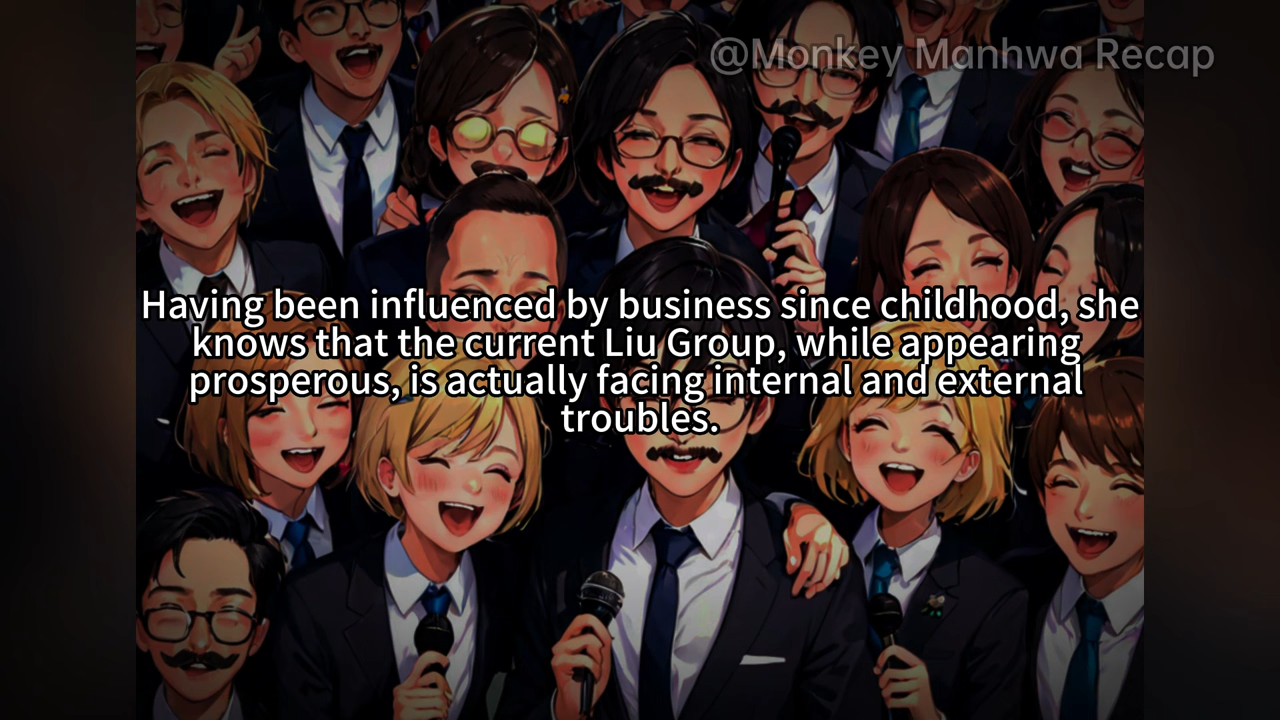 @Monkey Manhwa Recap
Having been influenced by business since childhood, she
knows that the current Liu Group, while appearing
prosperous, is actually facing internal and external
troubles.